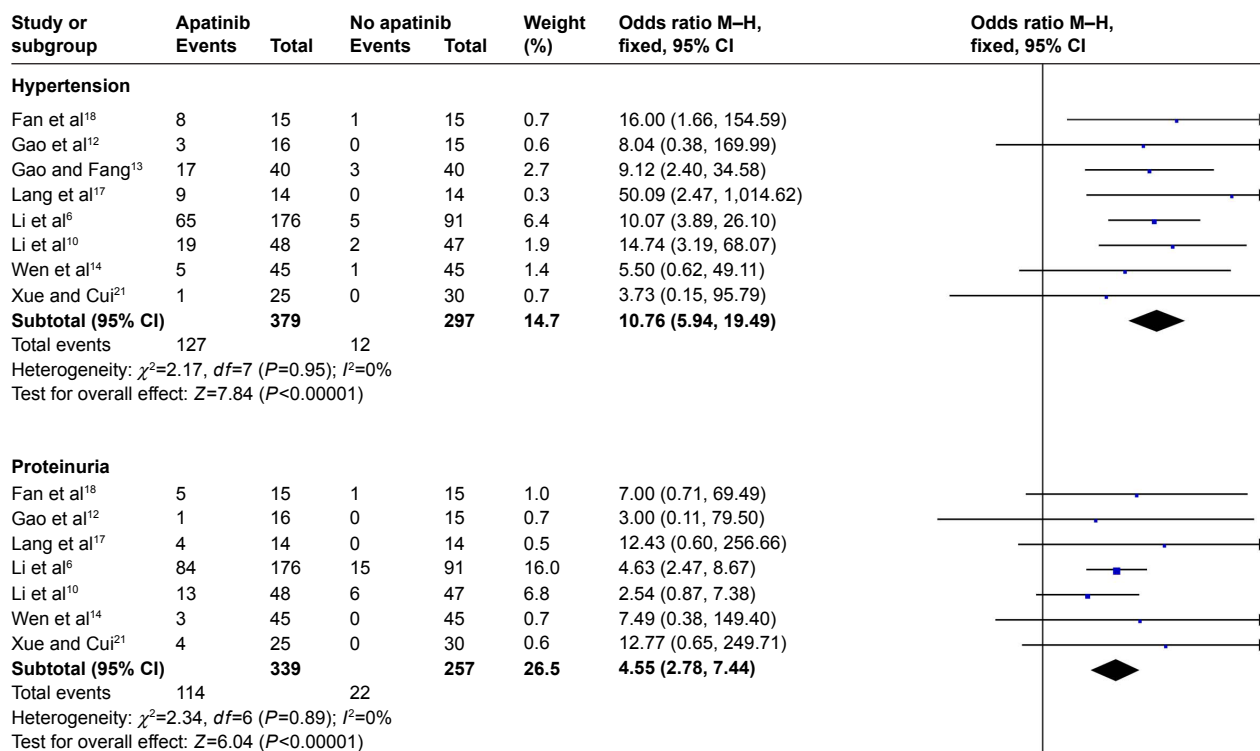 Study or subgroup Apatinib Events Total No apatinib Events Total Weight (%) Odds ratio M–H, fixed, 95% CI Odds ratio M–H, fixed, 95% CI
Hypertension
Fan et al18 8 15 1 15 0.7 16.00 (1.66, 154.59)
Gao et al12 3 16 0 15 0.6 8.04 (0.38, 169.99)
Gao and Fang13 17 40 3 40 2.7 9.12 (2.40, 34.58)
Lang et al17 9 14 0 14 0.3 50.09 (2.47, 1,014.62)
Li et al6 65 176 5 91 6.4 10.07 (3.89, 26.10)
Li et al10 19 48 2 47 1.9 14.74 (3.19, 68.07)
Wen et al14 5 45 1 45 1.4 5.50 (0.62, 49.11)
Xue and Cui21 1 25 0 30 0.7 3.73 (0.15, 95.79)
Subtotal (95% CI) 379 297 14.7 10.76 (5.94, 19.49)
Total events 127 12
Heterogeneity: χ2=2.17, df=7 (P=0.95); I2=0%
Test for overall effect: Z=7.84 (P<0.00001)
Proteinuria
Fan et al18 5 15 1 15 1.0 7.00 (0.71, 69.49)
Gao et al12 1 16 0 15 0.7 3.00 (0.11, 79.50)
Lang et al17 4 14 0 14 0.5 12.43 (0.60, 256.66)
Li et al6 84 176 15 91 16.0 4.63 (2.47, 8.67)
Li et al10 13 48 6 47 6.8 2.54 (0.87, 7.38)
Wen et al14 3 45 0 45 0.7 7.49 (0.38, 149.40)
Xue and Cui21 4 25 0 30 0.6 12.77 (0.65, 249.71)
Subtotal (95% CI) 339 257 26.5 4.55 (2.78, 7.44)
Total events 114 22
Heterogeneity: χ2=2.34, df=6 (P=0.89); I2=0%
Test for overall effect: Z=6.04 (P<0.00001)